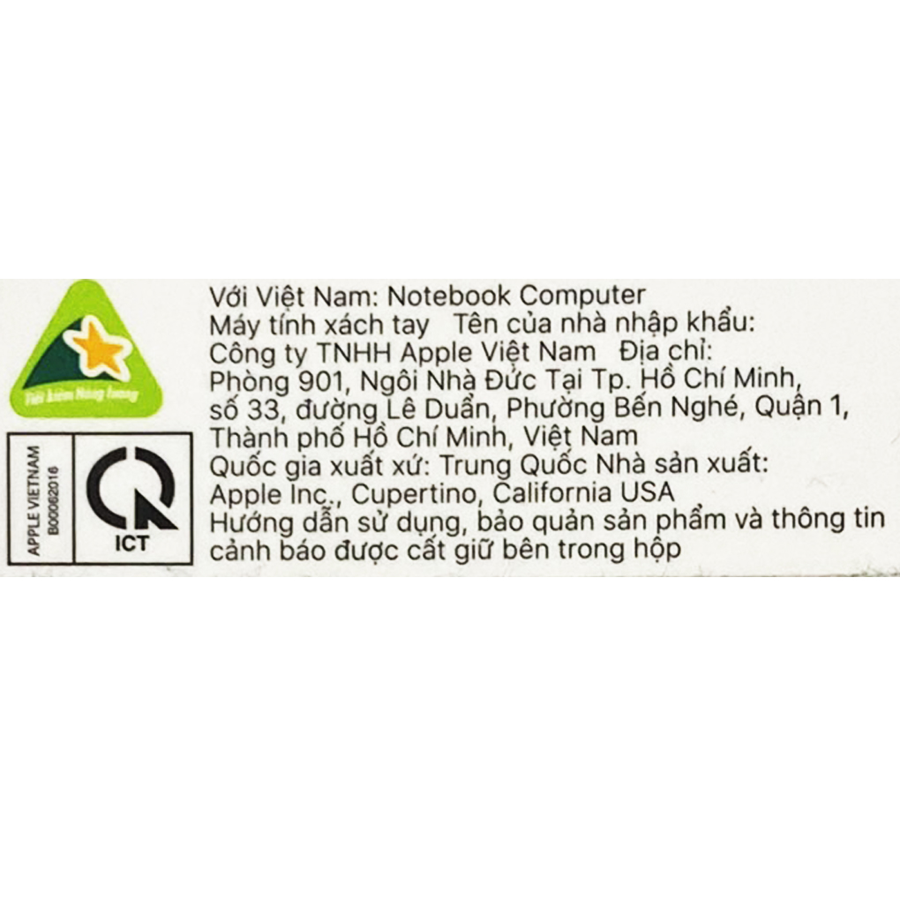 Với Việt Nam: Notebook Computer
Máy tính xách tay Tên của nhà nhập khẩu:
Công ty TNHH Apple Việt Nam Địa chỉ:
Phòng 901, Ngôi Nhà Đức Tại Tp. Hồ Chí Minh,
số 33, đường Lê Duẩn, Phường Bến Nghé, Quận 1,
Thành phố Hồ Chí Minh, Việt Nam
Quốc gia xuất xứ: Trung Quốc Nhà sản xuất:
Apple Inc., Cupertino, California USA
Hướng dẫn sử dụng, bảo quản sản phẩm và thông tin
cảnh báo được cất giữ bên trong hộp
Tiết kiệm Năng lượng
APPLE VIETNAM
B00062016
ICT